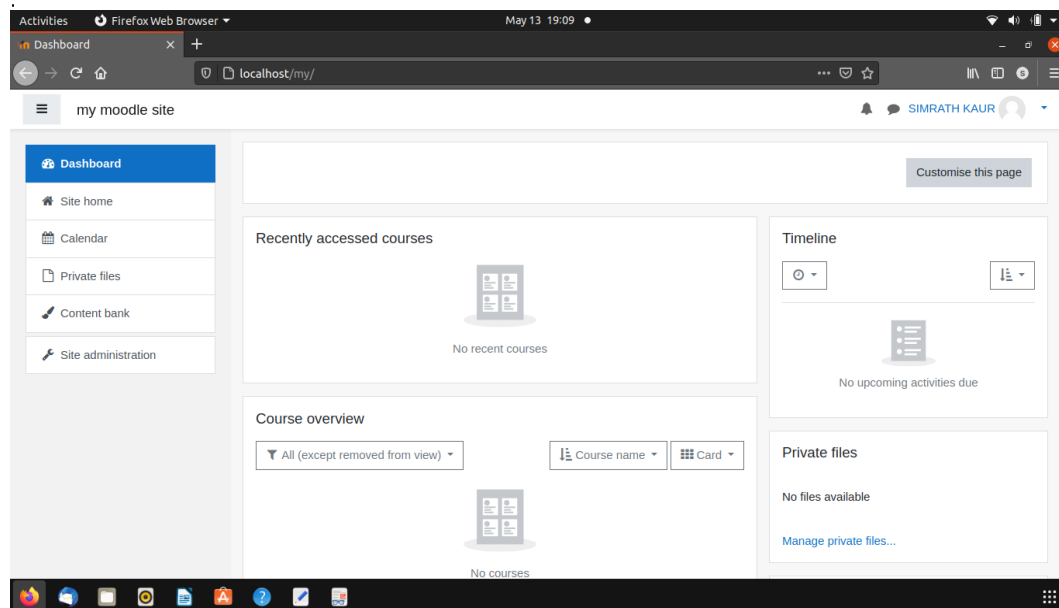 Activities Firefox Web Browser May 13 19:09
Dashboard
localhost/my/
my moodle site SIMRATH KAUR
Dashboard
Site home
Calendar
Private files
Content bank
Site administration
Customise this page
Recently accessed courses
No recent courses
Course overview
All (except removed from view) Course name Card
No courses
Timeline
No upcoming activities due
Private files
No files available
Manage private files...